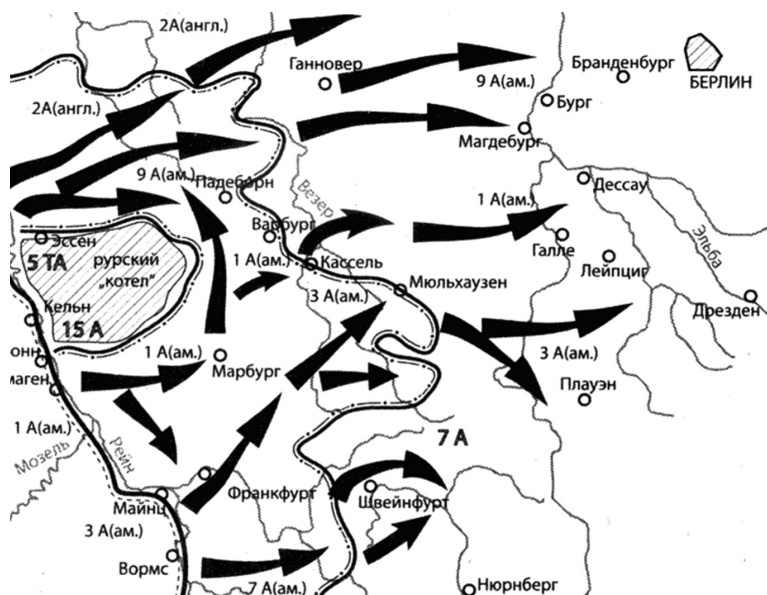 2А(англ.)
Ганновер
9 А(ам.)
Бранденбург
БЕРЛИН
2А(англ.)
Бург
Магдебург
9 А(ам.)
Падеборн
Везер
Дессау
1 А(ам.)
Эссен
Варбург
Эльба
5 ТА
рурский
„котел"
1 А(ам.)
Кассель
Галле
Лейпциг
3 А(ам.)
Мюльхаузен
Дрезден
Кельн
15 А
онн
1 А(ам.)
Марбург
3 А(ам.)
маген
Плауэн
1 А(ам.)
Мозель
Рейн
7 А
Майнц
Франкфурт
Швейнфурт
3 А(ам.)
Вормс
7 А(ам.)
Нюрнберг